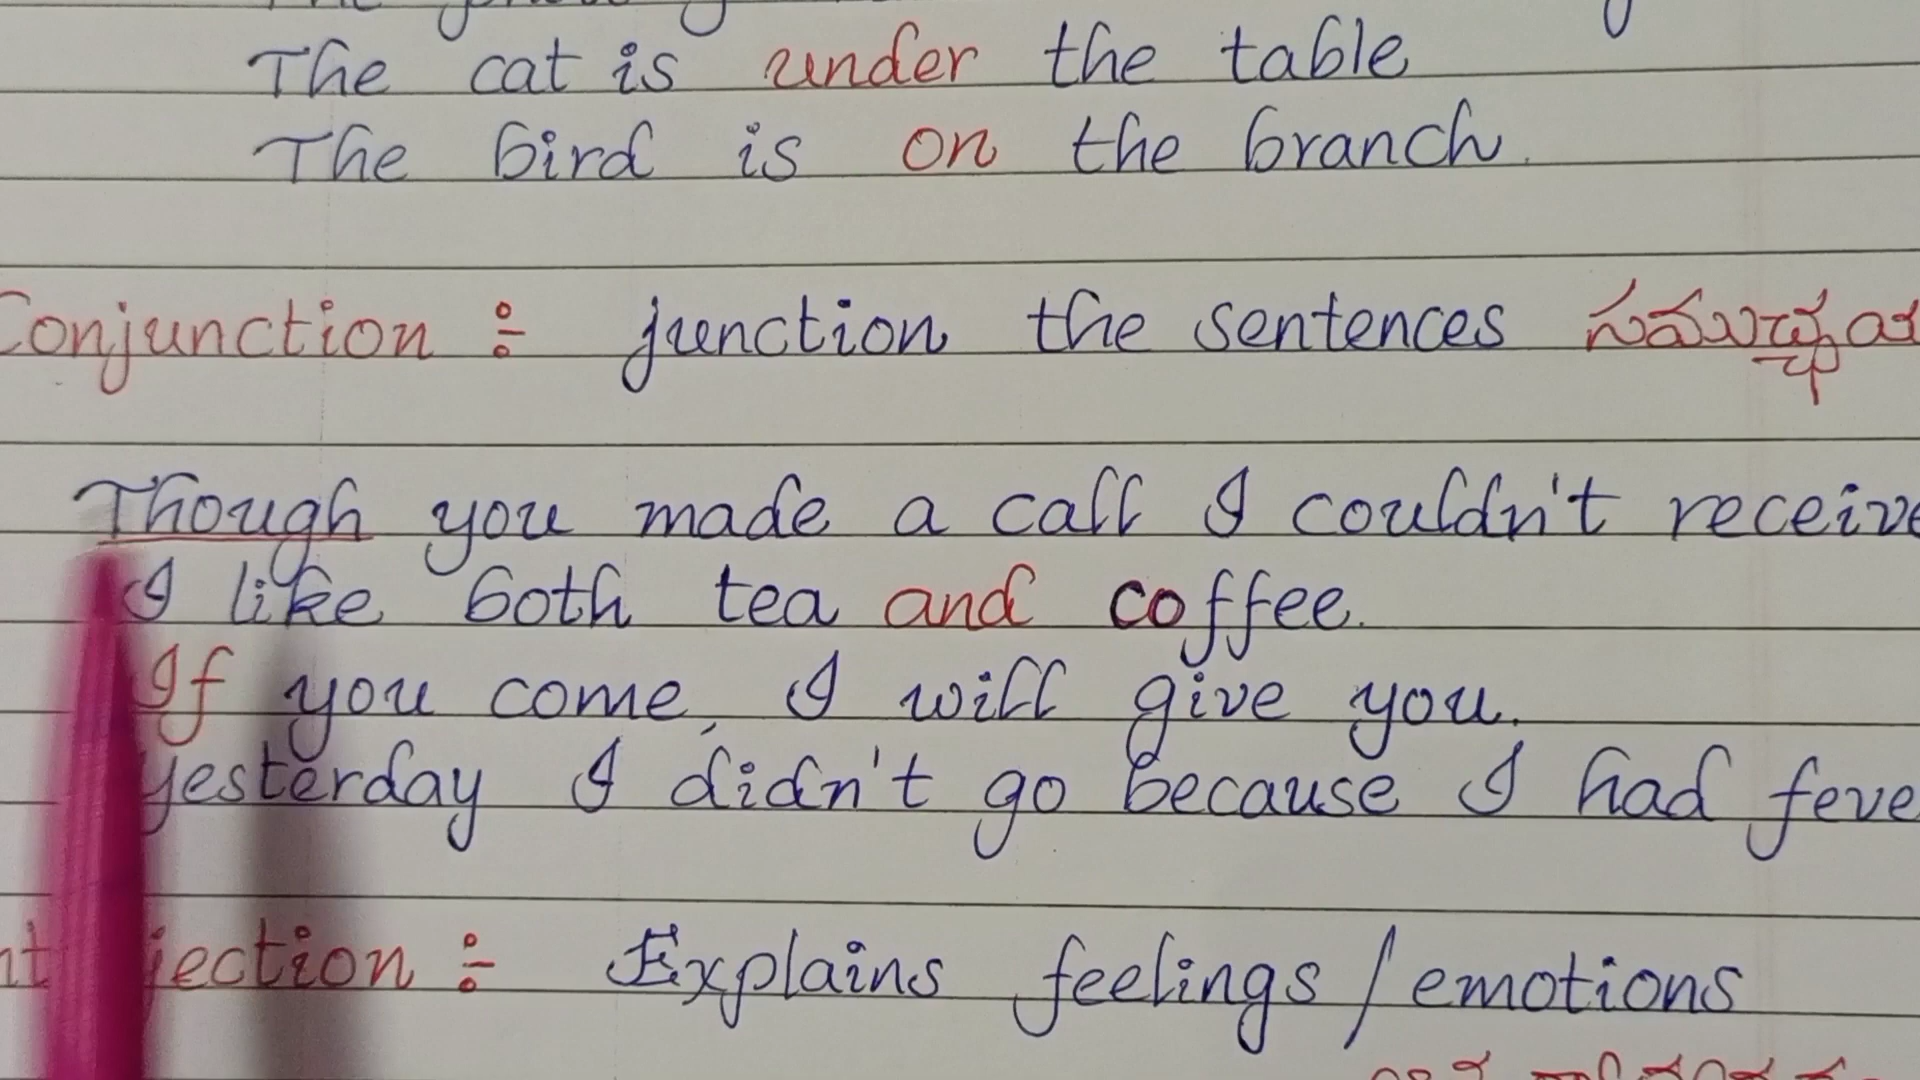 The cat is under the table
The bird is on the branch.
Conjunction ÷ junction the sentences
Though you made a call I couldn't receive
I like both tea and coffee.
If you come, I will give you.
yesterday I didn't go because I had feve
jection ÷ Explains feelings / emotions